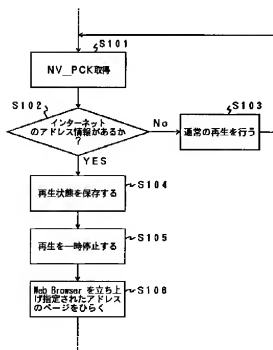 S101
NV_PCK取得
S102
インターネット
のアドレス情報があるか
?
No
S103
通常の再生を行う
YES
再生状態を保存する
S104
再生を一時停止する
S105
Web Browser を立ち上
げ指定されたアドレス
のページをひらく
S106